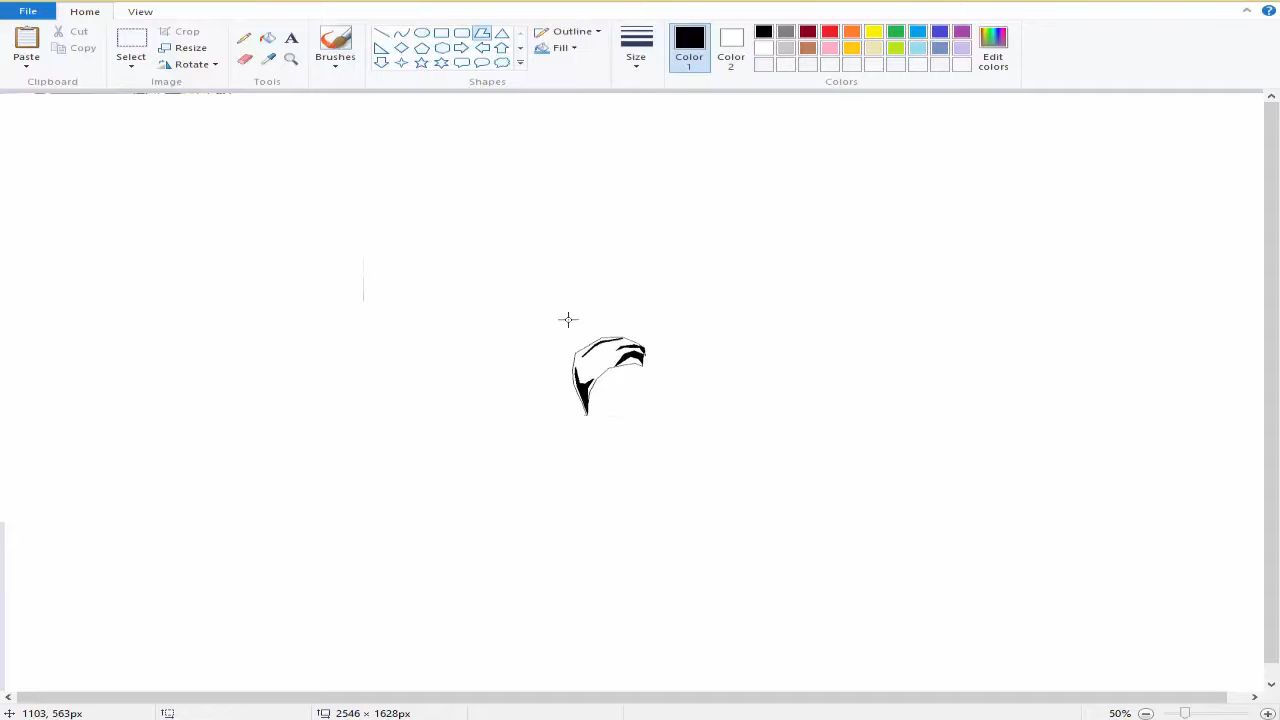 File Home View
Paste
Cut
Copy
Clipboard
Select
Crop
Resize
Rotate
Image
A
Tools
Brushes
Shapes
Outline
Fill
Size
Color
1
Color
2
Edit
colors
Colors
1103, 563px
2546 × 1628px
50%